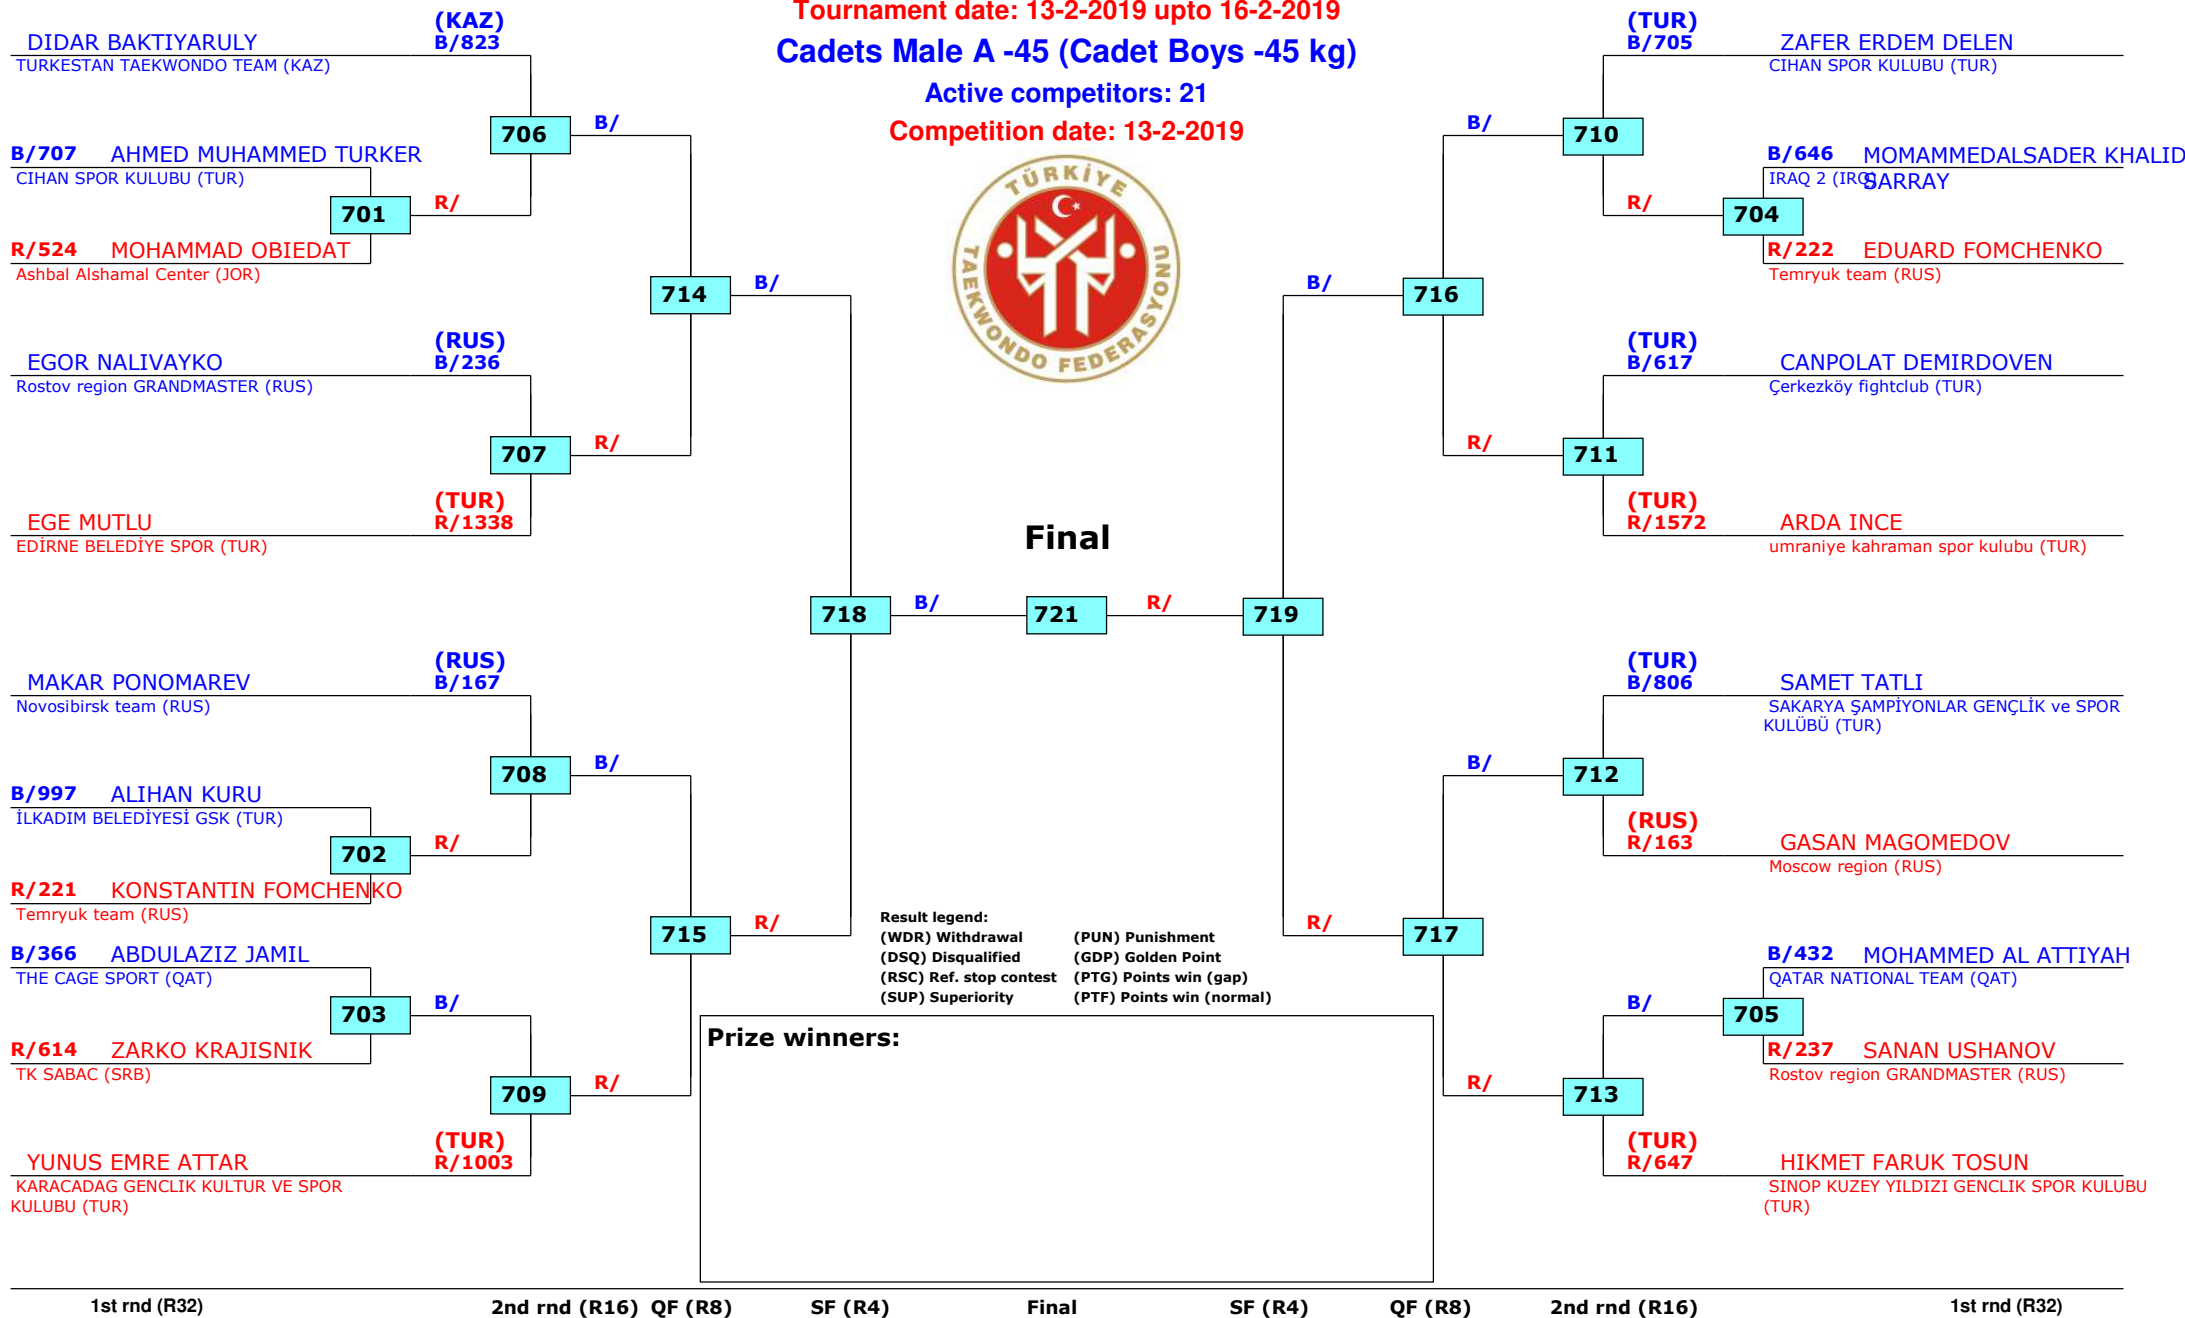 Tournament date: 13-2-2019 upto 16-2-2019
Cadets Male A -45 (Cadet Boys -45 kg)
Active competitors: 21
Competition date: 13-2-2019
TÜRKİYE
TAEKWONDO FEDERASYONU
(KAZ)
DIDAR BAKTIYARULY B/823
TURKESTAN TAEKWONDO TEAM (KAZ)
706 B/
B/707 AHMED MUHAMMED TURKER
CIHAN SPOR KULUBU (TUR)
701 R/
R/524 MOHAMMAD OBIEDAT
Ashbal Alshamal Center (JOR)
714 B/
(RUS)
EGOR NALIVAYKO B/236
Rostov region GRANDMASTER (RUS)
707 R/
(TUR)
EGE MUTLU R/1338
EDİRNE BELEDİYE SPOR (TUR)
718 B/
(RUS)
MAKAR PONOMAREV B/167
Novosibirsk team (RUS)
708 B/
B/997 ALIHAN KURU
İLKADIM BELEDİYESİ GSK (TUR)
702 R/
R/221 KONSTANTIN FOMCHENKO
Temryuk team (RUS)
715 R/
B/366 ABDULAZIZ JAMIL
THE CAGE SPORT (QAT)
703 B/
R/614 ZARKO KRAJISNIK
TK SABAC (SRB)
709 R/
(TUR)
YUNUS EMRE ATTAR R/1003
KARACADAG GENCLIK KULTUR VE SPOR
KULUBU (TUR)
Final
721 R/
719
(TUR)
B/705 ZAFER ERDEM DELEN
CIHAN SPOR KULUBU (TUR)
B/ 710
B/646 MOMAMMEDALSADER KHALID
IRAQ 2 (IRQ) SARRAY
R/ 704
R/222 EDUARD FOMCHENKO
Temryuk team (RUS)
B/ 716
(TUR)
B/617 CANPOLAT DEMIRDOVEN
Çerkezköy fightclub (TUR)
R/ 711
(TUR)
R/1572 ARDA INCE
umraniye kahraman spor kulubu (TUR)
(TUR)
B/806 SAMET TATLI
SAKARYA ŞAMPİYONLAR GENÇLİK ve SPOR
KULÜBÜ (TUR)
B/ 712
(RUS)
R/163 GASAN MAGOMEDOV
Moscow region (RUS)
R/ 717
B/432 MOHAMMED AL ATTIYAH
QATAR NATIONAL TEAM (QAT)
B/ 705
R/237 SANAN USHANOV
Rostov region GRANDMASTER (RUS)
R/ 713
(TUR)
R/647 HIKMET FARUK TOSUN
SINOP KUZEY YILDIZI GENCLIK SPOR KULUBU
(TUR)
Result legend:
(WDR) Withdrawal (PUN) Punishment
(DSQ) Disqualified (GDP) Golden Point
(RSC) Ref. stop contest (PTG) Points win (gap)
(SUP) Superiority (PTF) Points win (normal)
Prize winners:
1st rnd (R32) 2nd rnd (R16) QF (R8) SF (R4) Final SF (R4) QF (R8) 2nd rnd (R16) 1st rnd (R32)